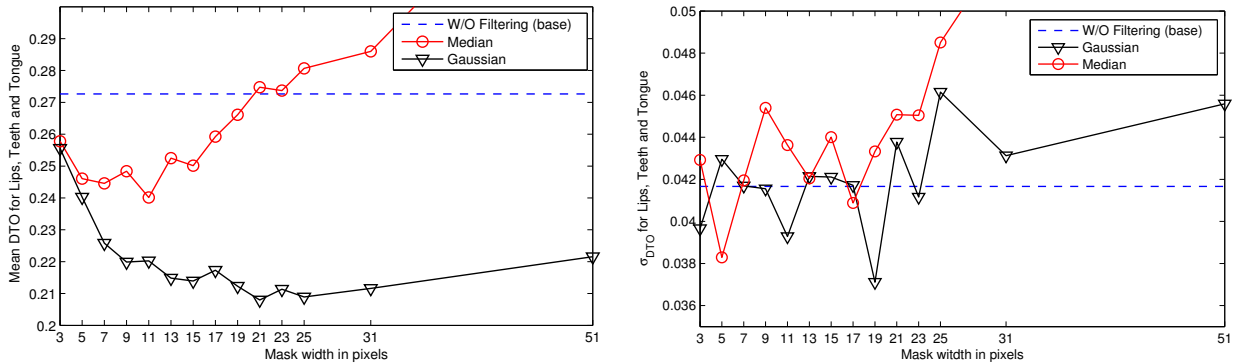 Mean DTO for Lips, Teeth and Tongue
0.29
0.28
0.27
0.26
0.25
0.24
0.23
0.22
0.21
0.2
W/O Filtering (base)
Median
Gaussian
3 5 7 9 11 13 15 17 19 21 23 25 31 51
Mask width in pixels
σDTO for Lips, Teeth and Tongue
0.05
0.048
0.046
0.044
0.042
0.04
0.038
0.036
W/O Filtering (base)
Gaussian
Median
3 5 7 9 11 13 15 17 19 21 23 25 31 51
Mask witdth in pixels